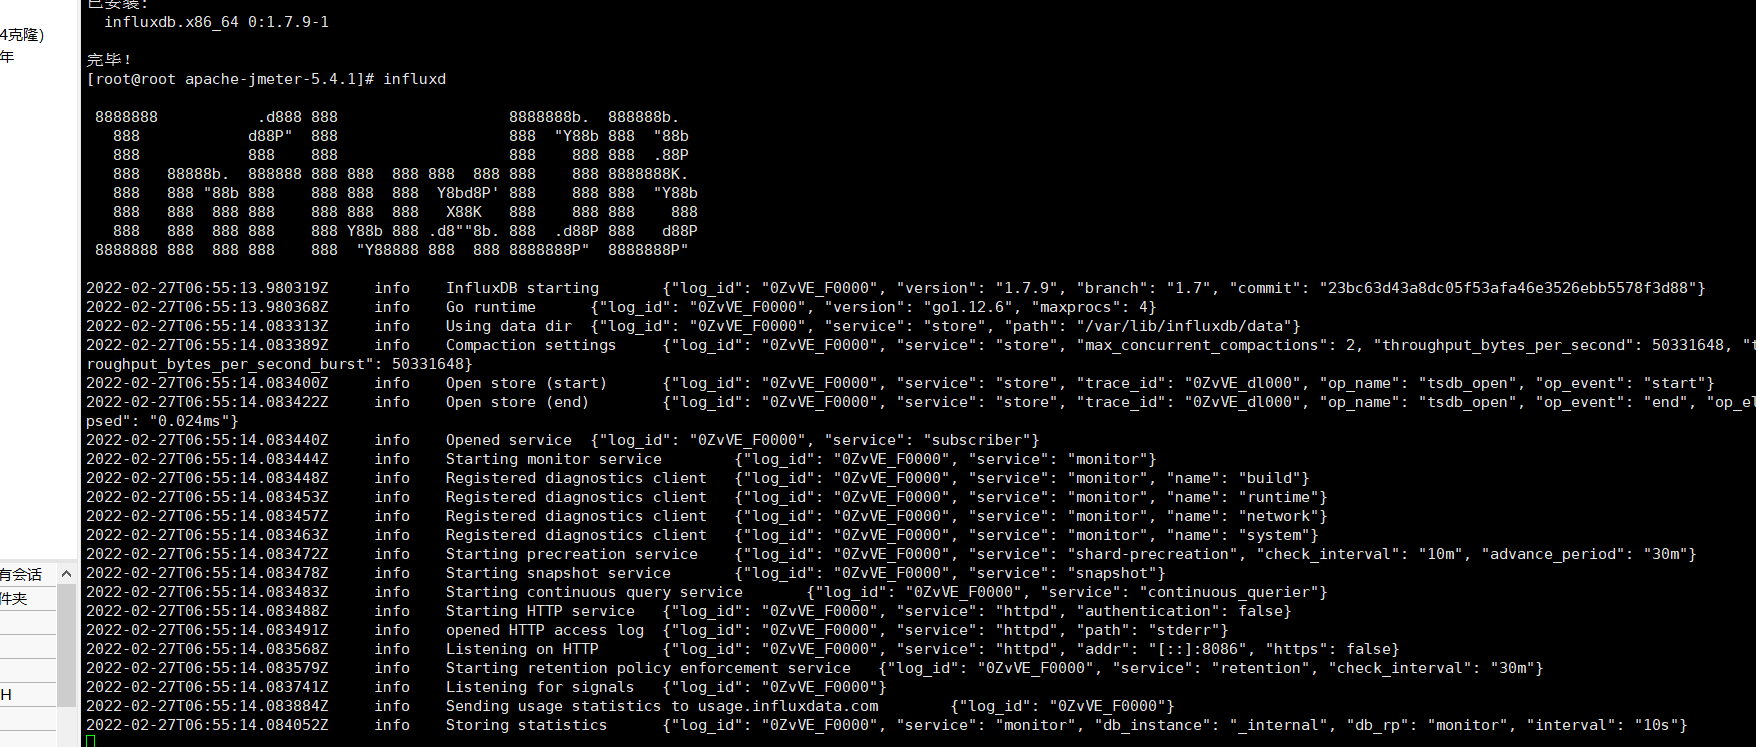 已安装:
influxdb.x86_64 0:1.7.9-1
4克隆)
年
完毕!
[root@root apache-jmeter-5.4.1]# influxd
8888888           .d888 888                   8888888b.  888888b.
  888            d88P"  888                   888  "Y88b 888  "88b
  888            888    888                   888    888 888  .88P
  888   88888b.  888888 888 888  888 888  888 888    888 8888888K.
  888   888 "88b 888    888 888  888  Y8bd8P' 888    888 888  "Y88b
  888   888  888 888    888 888  888   X88K   888    888 888    888
  888   888  888 888    888 Y88b 888 .d8""8b. 888  .d88P 888   d88P
8888888 888  888 888    888  "Y88888 888  888 8888888P"  8888888P"
2022-02-27T06:55:13.980319Z     info    InfluxDB starting       {"log_id": "0ZvVE_F0000", "version": "1.7.9", "branch": "1.7", "commit": "23bc63d43a8dc05f53afa46e3526ebb5578f3d88"}
2022-02-27T06:55:13.980368Z     info    Go runtime      {"log_id": "0ZvVE_F0000", "version": "go1.12.6", "maxprocs": 4}
2022-02-27T06:55:14.083313Z     info    Using data dir  {"log_id": "0ZvVE_F0000", "service": "store", "path": "/var/lib/influxdb/data"}
2022-02-27T06:55:14.083389Z     info    Compaction settings     {"log_id": "0ZvVE_F0000", "service": "store", "max_concurrent_compactions": 2, "throughput_bytes_per_second": 50331648, "t
roughput_bytes_per_second_burst": 50331648}
2022-02-27T06:55:14.083400Z     info    Open store (start)      {"log_id": "0ZvVE_F0000", "service": "store", "trace_id": "0ZvVE_dl000", "op_name": "tsdb_open", "op_event": "start"}
2022-02-27T06:55:14.083422Z     info    Open store (end)        {"log_id": "0ZvVE_F0000", "service": "store", "trace_id": "0ZvVE_dl000", "op_name": "tsdb_open", "op_event": "end", "op_el
psed": "0.024ms"}
2022-02-27T06:55:14.083440Z     info    Opened service  {"log_id": "0ZvVE_F0000", "service": "subscriber"}
2022-02-27T06:55:14.083444Z     info    Starting monitor service        {"log_id": "0ZvVE_F0000", "service": "monitor"}
2022-02-27T06:55:14.083448Z     info    Registered diagnostics client   {"log_id": "0ZvVE_F0000", "service": "monitor", "name": "build"}
2022-02-27T06:55:14.083453Z     info    Registered diagnostics client   {"log_id": "0ZvVE_F0000", "service": "monitor", "name": "runtime"}
2022-02-27T06:55:14.083457Z     info    Registered diagnostics client   {"log_id": "0ZvVE_F0000", "service": "monitor", "name": "network"}
2022-02-27T06:55:14.083463Z     info    Registered diagnostics client   {"log_id": "0ZvVE_F0000", "service": "monitor", "name": "system"}
2022-02-27T06:55:14.083472Z     info    Starting precreation service    {"log_id": "0ZvVE_F0000", "service": "shard-precreation", "check_interval": "10m", "advance_period": "30m"}
有会话
2022-02-27T06:55:14.083478Z     info    Starting snapshot service       {"log_id": "0ZvVE_F0000", "service": "snapshot"}
件夹
2022-02-27T06:55:14.083483Z     info    Starting continuous query service       {"log_id": "0ZvVE_F0000", "service": "continuous_querier"}
2022-02-27T06:55:14.083488Z     info    Starting HTTP service   {"log_id": "0ZvVE_F0000", "service": "httpd", "authentication": false}
2022-02-27T06:55:14.083491Z     info    opened HTTP access log  {"log_id": "0ZvVE_F0000", "service": "httpd", "path": "stderr"}
2022-02-27T06:55:14.083568Z     info    Listening on HTTP       {"log_id": "0ZvVE_F0000", "service": "httpd", "addr": "[::]:8086", "https": false}
2022-02-27T06:55:14.083579Z     info    Starting retention policy enforcement service   {"log_id": "0ZvVE_F0000", "service": "retention", "check_interval": "30m"}
H
2022-02-27T06:55:14.083741Z     info    Listening for signals   {"log_id": "0ZvVE_F0000"}
2022-02-27T06:55:14.083884Z     info    Sending usage statistics to usage.influxdata.com        {"log_id": "0ZvVE_F0000"}
2022-02-27T06:55:14.084052Z     info    Storing statistics      {"log_id": "0ZvVE_F0000", "service": "monitor", "db_instance": "_internal", "db_rp": "monitor", "interval": "10s"}